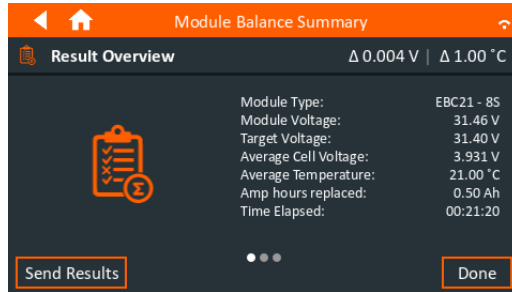 Module Balance Summary
Result Overview Δ 0.004 V | Δ 1.00 °C
Module Type: EBC21 - 8S
Module Voltage: 31.46 V
Target Voltage: 31.40 V
Average Cell Voltage: 3.931 V
Average Temperature: 21.00 °C
Amp hours replaced: 0.50 Ah
Time Elapsed: 00:21:20
Σ
Send Results Done